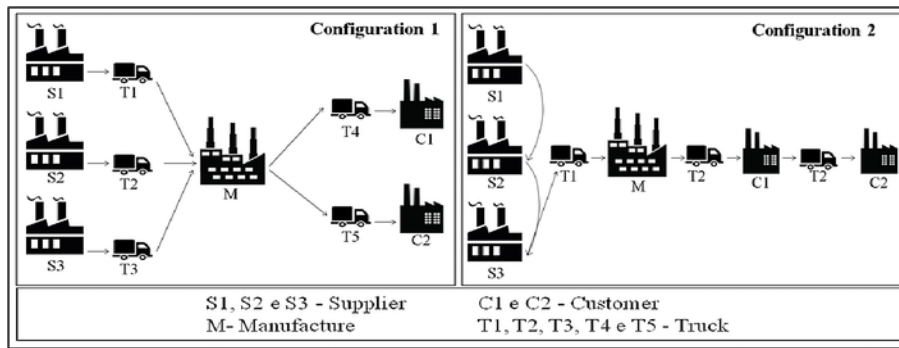 Configuration 1
S1
T1
T4
C1
S2
T2
M
S3
T3
T5
C2
Configuration 2
S1
S2
T1
M
T2
C1
T2
C2
S3
S1, S2 e S3 - Supplier
C1 e C2 - Customer
M- Manufacture
T1, T2, T3, T4 e T5 - Truck